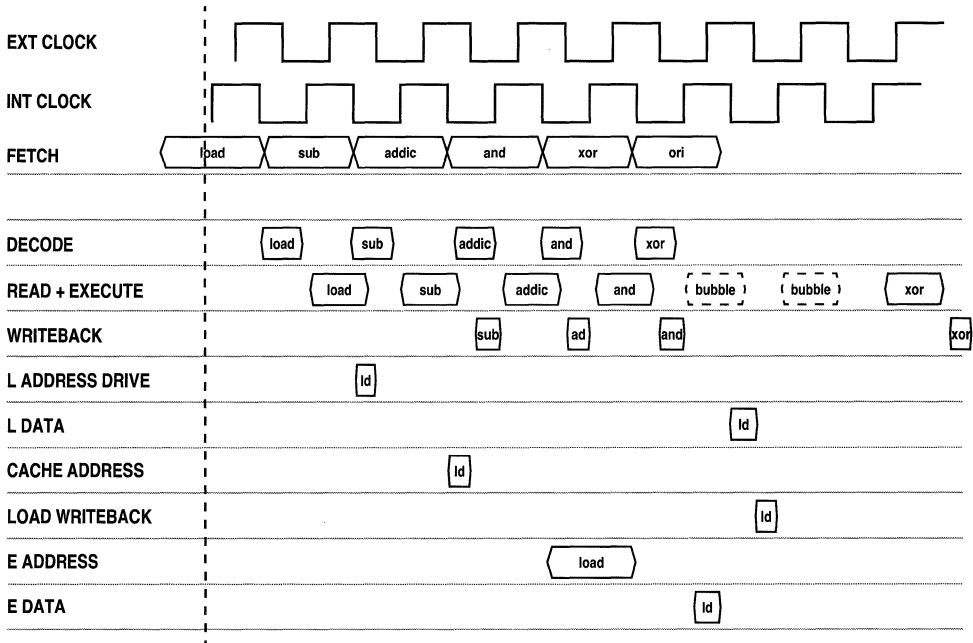 EXT CLOCK
INT CLOCK
FETCH load sub addic and xor ori
DECODE load sub addic and xor
READ + EXECUTE load sub addic and bubble bubble xor
WRITEBACK sub ad and xor
L ADDRESS DRIVE ld
L DATA ld
CACHE ADDRESS ld
LOAD WRITEBACK ld
E ADDRESS load
E DATA ld